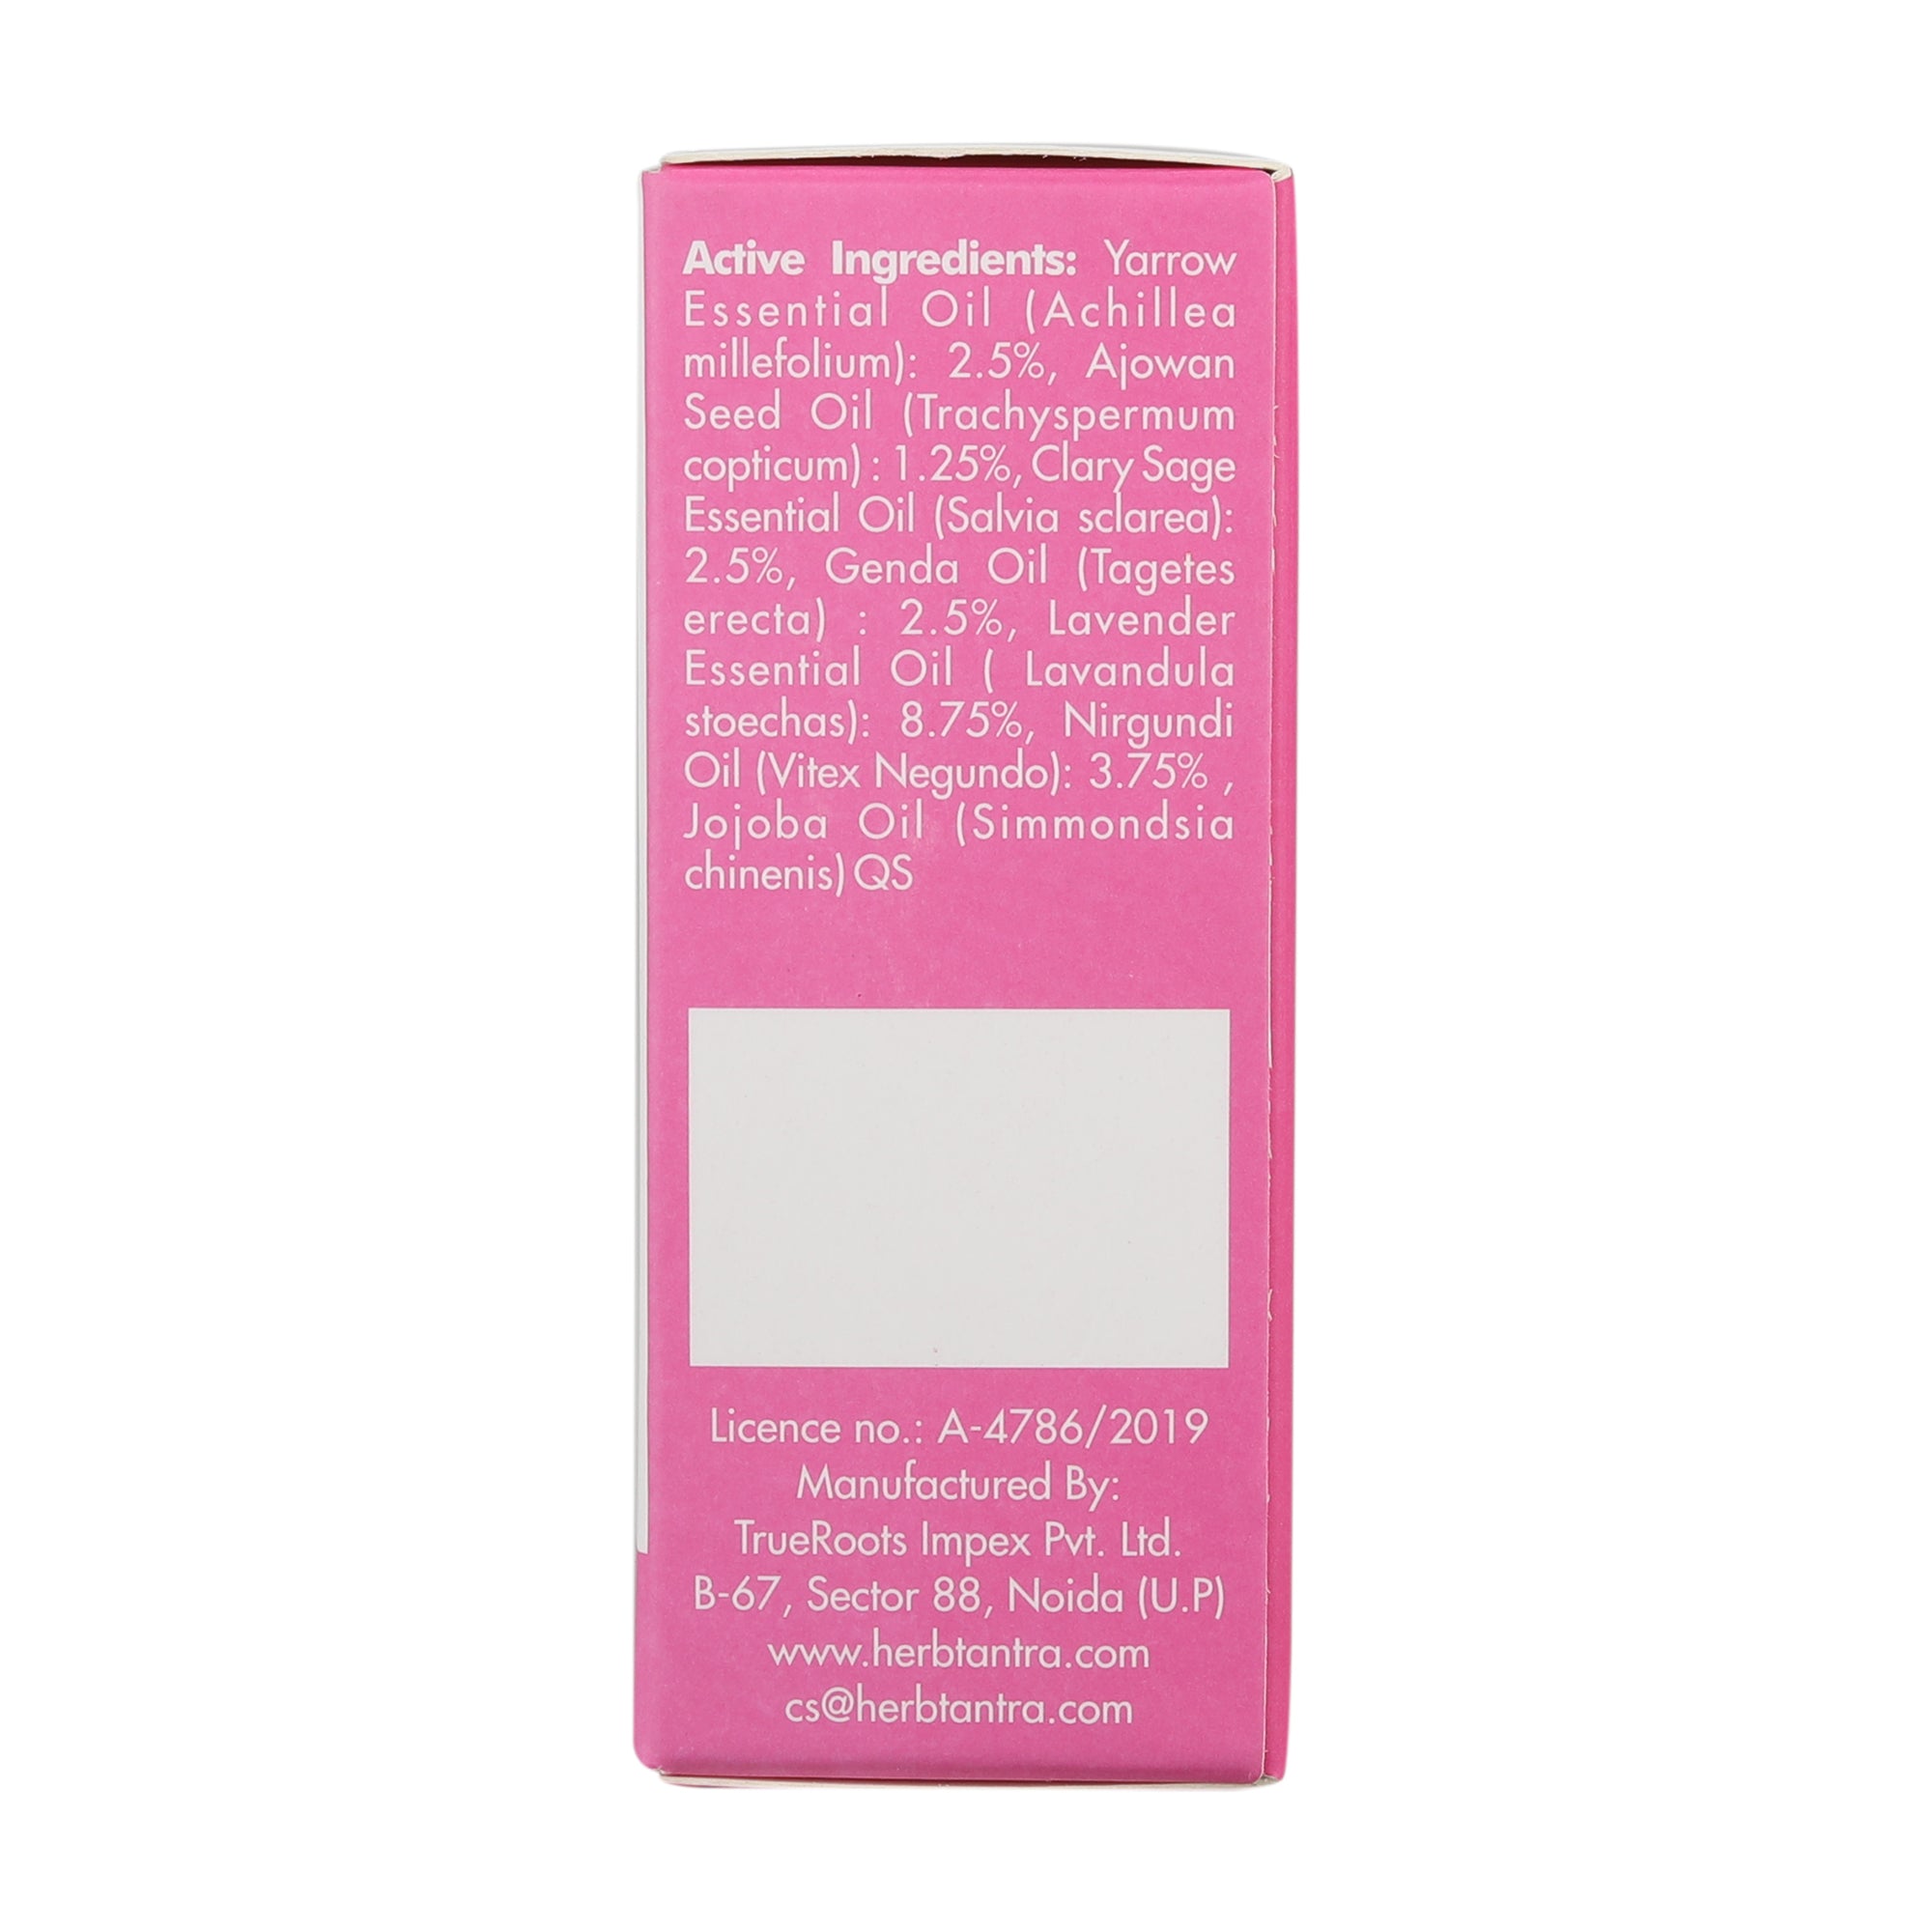 Active Ingredients: Yarrow
Essential Oil (Achillea
millefolium): 2.5%, Ajowan
Seed Oil (Trachyspermum
copticum) : 1.25%, Clary Sage
Essential Oil (Salvia sclarea):
2.5%, Genda Oil (Tagetes
erecta) : 2.5%, Lavender
Essential Oil ( Lavandula
stoechas): 8.75%, Nirgundi
Oil (Vitex Negundo): 3.75% ,
Jojoba Oil (Simmondsia
chinenis) QS
Licence no.: A-4786/2019
Manufactured By:
TrueRoots Impex Pvt. Ltd.
B-67, Sector 88, Noida (U.P)
www.herbtantra.com
cs@herbtantra.com